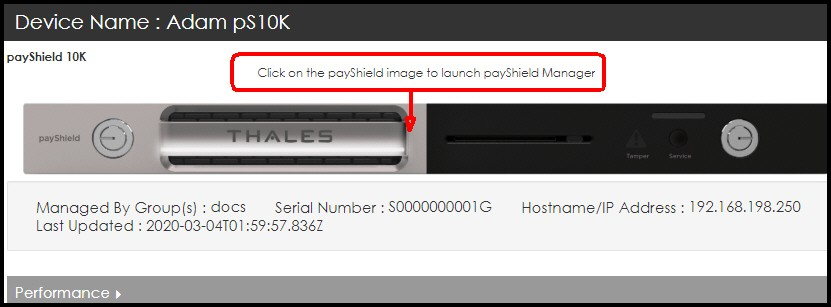 Device Name : Adam pS10K
payShield 10K
Click on the payShield image to launch payShield Manager
payShield THALES Tamper Service
Managed By Group(s) : docs Serial Number : S0000000001G Hostname/IP Address : 192.168.198.250
Last Updated : 2020-03-04T01:59:57.836Z
Performance